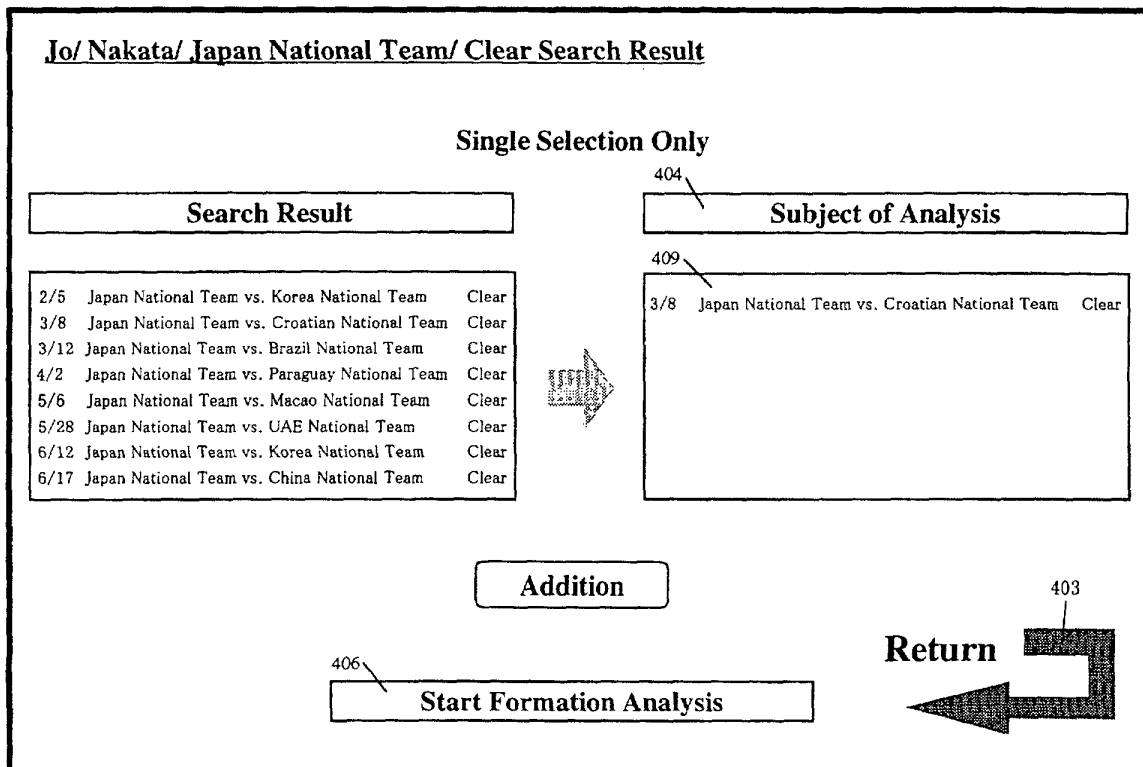 Jo/ Nakata/ Japan National Team/ Clear Search Result
Single Selection Only
404
Search Result
Subject of Analysis
409
2/5 Japan National Team vs. Korea National Team Clear
3/8 Japan National Team vs. Croatian National Team Clear
3/12 Japan National Team vs. Brazil National Team Clear
4/2 Japan National Team vs. Paraguay National Team Clear
5/6 Japan National Team vs. Macao National Team Clear
5/28 Japan National Team vs. UAE National Team Clear
6/12 Japan National Team vs. Korea National Team Clear
6/17 Japan National Team vs. China National Team Clear
3/8 Japan National Team vs. Croatian National Team Clear
Addition
403
Return
406
Start Formation Analysis